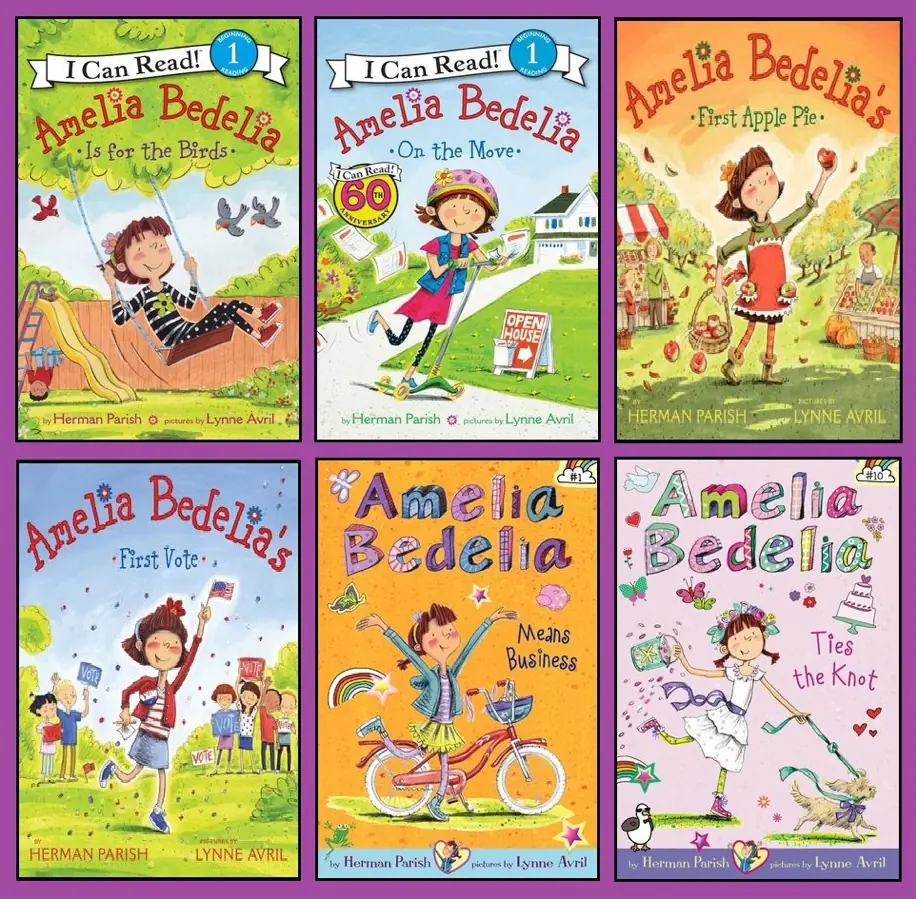 I Can Read!
BEGINNING
1
READING
Amelia Bedelia
·Is for the Birds·
by Herman Parish pictures by Lynne Avril
I Can Read!
BEGINNING
1
READING
Amelia Bedelia
·On the Move·
I Can Read!
60TH
ANNIVERSARY
OPEN
HOUSE
by Herman Parish pictures by Lynne Avril
Amelia Bedelia's
·First Apple Pie·
BY
HERMAN PARISH
PICTURES BY
LYNNE AVRIL
Amelia Bedelia's
·First Vote·
VOTE
VOTE
VOTE
VOTE
BY
HERMAN PARISH
PICTURES BY
LYNNE AVRIL
#1
Amelia
Bedelia
Means
Business
by Herman Parish pictures by Lynne Avril
#10
Amelia
Bedelia
Ties
the Knot
by Herman Parish pictures by Lynne Avril